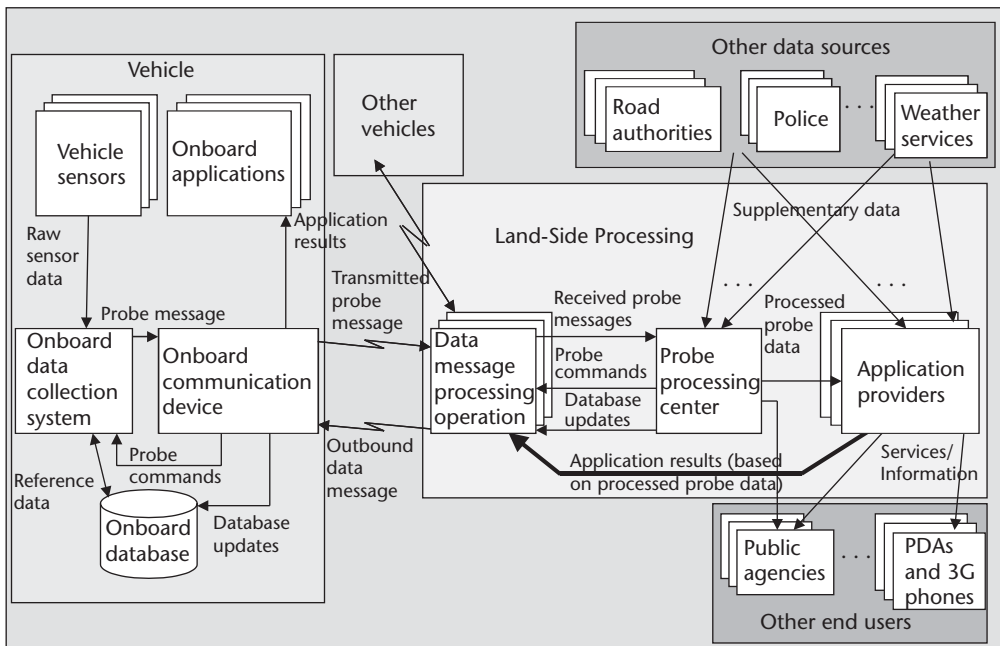 Vehicle
Vehicle
sensors
Onboard
applications
Raw
sensor
data
Application
results
Probe message
Onboard
data
collection
system
Onboard
communication
device
Reference
data
Probe
commands
Onboard
database
Database
updates
Other
vehicles
Transmitted
probe
message
Outbound
data
message
Other data sources
Road
authorities
Police
. . .
Weather
services
Land-Side Processing
Supplementary data
. . .
. . .
Data
message
processing
operation
Received probe
messages
Probe
commands
Database
updates
Probe
processing
center
Processed
probe
data
Application
providers
Application results (based
on processed probe data)
Services/
Information
Public
agencies
. . .
PDAs
and 3G
phones
Other end users